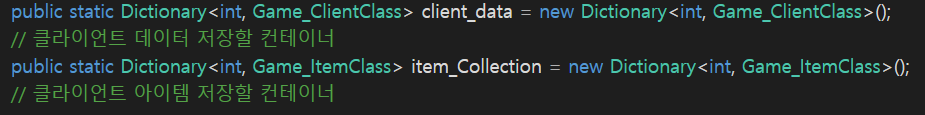 public static Dictionary<int, Game_ClientClass> client_data = new Dictionary<int, Game_ClientClass>();
// 클라이언트 데이터 저장할 컨테이너
public static Dictionary<int, Game_ItemClass> item_Collection = new Dictionary<int, Game_ItemClass>();
// 클라이언트 아이템 저장할 컨테이너